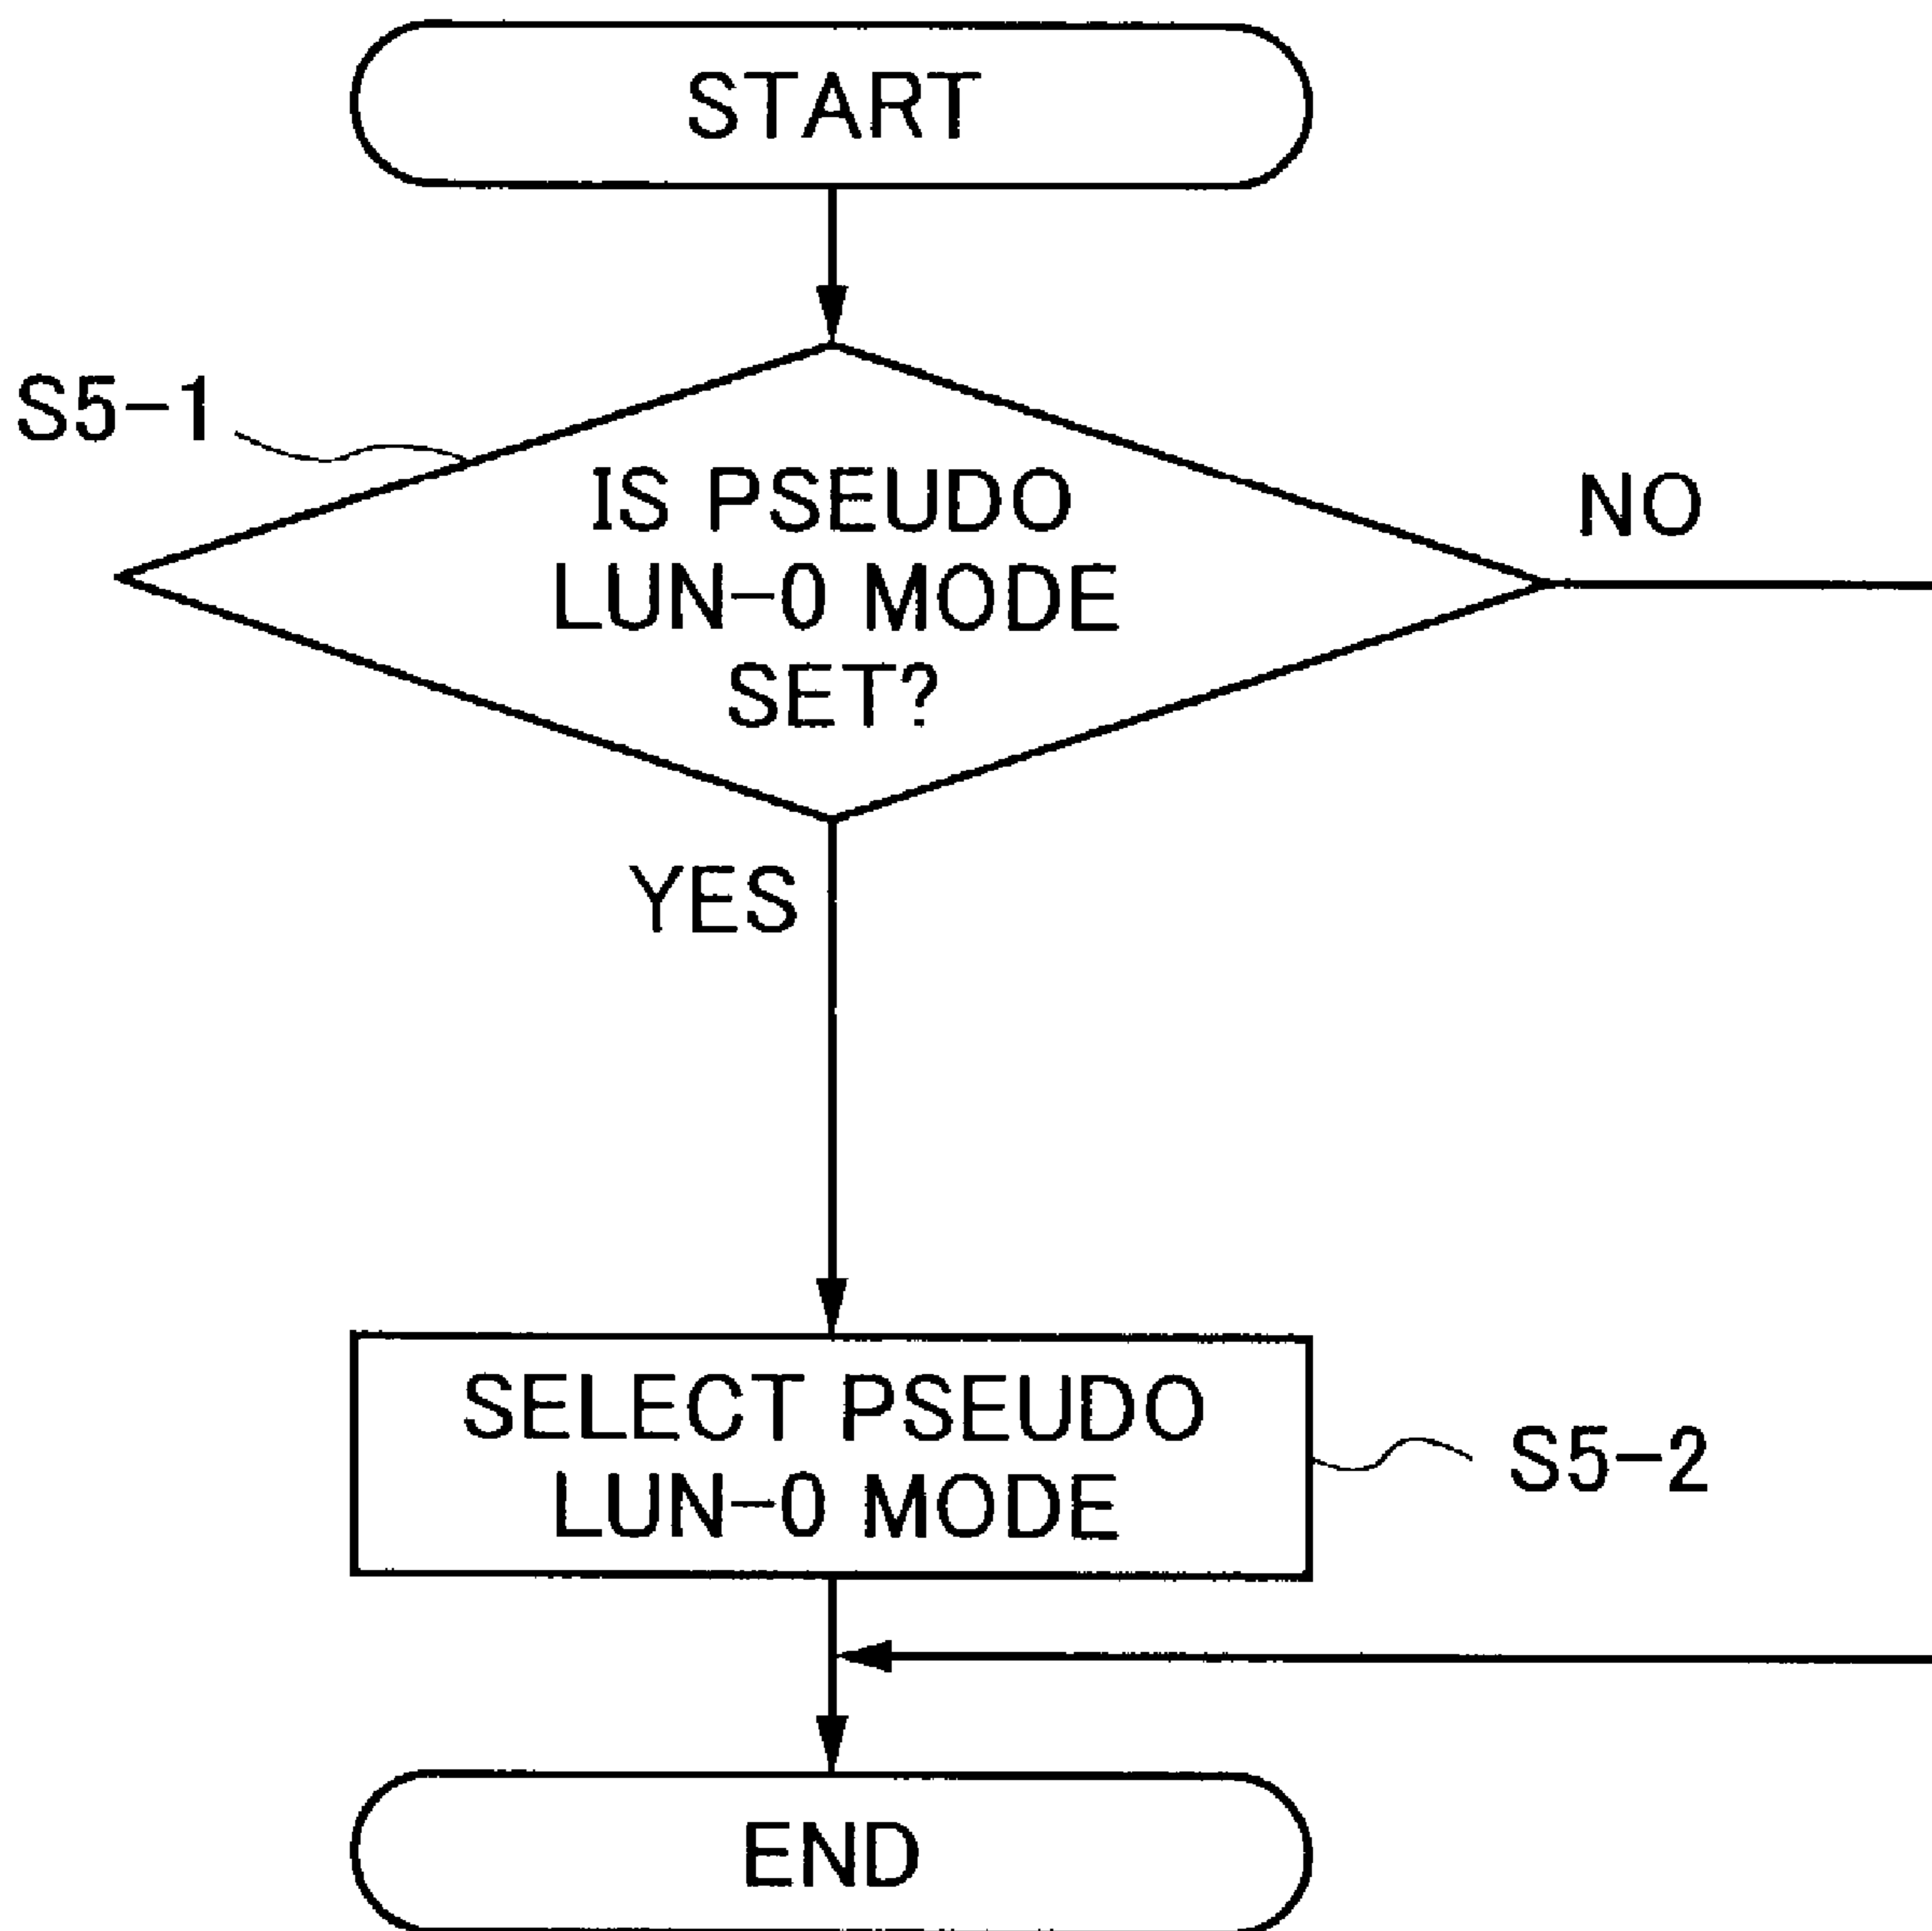 START
S5-1
IS PSEUDO
LUN-0 MODE
SET?
NO
YES
SELECT PSEUDO
LUN-0 MODE
S5-2
END